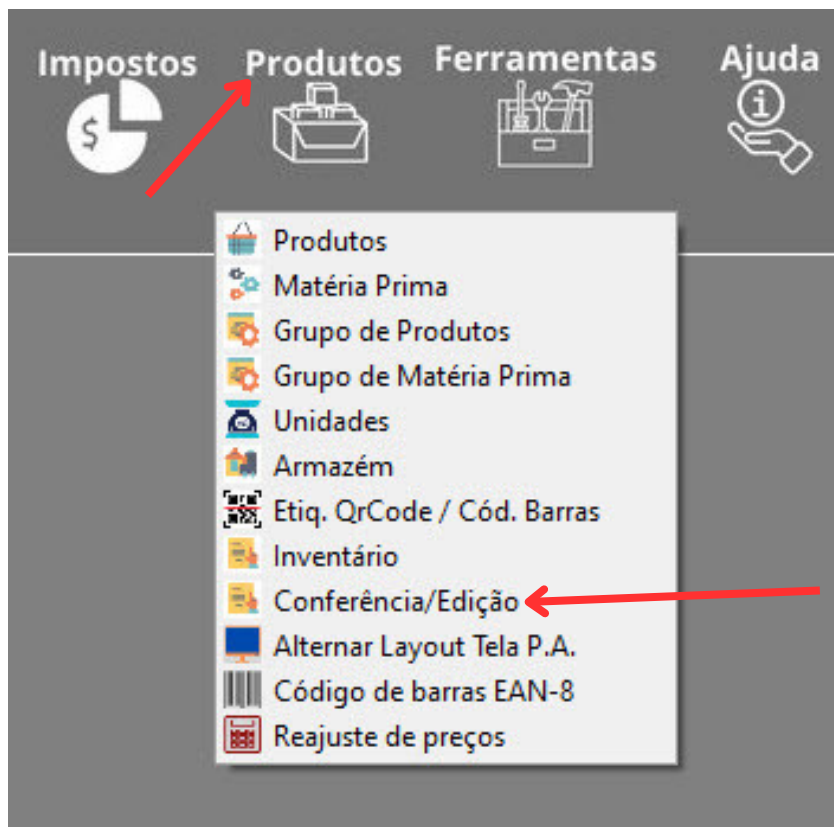 Impostos Produtos Ferramentas Ajuda
Produtos
Matéria Prima
Grupo de Produtos
Grupo de Matéria Prima
Unidades
Armazém
Etiq. QrCode / Cód. Barras
Inventário
Conferência/Edição
Alternar Layout Tela P.A.
Código de barras EAN-8
Reajuste de preços